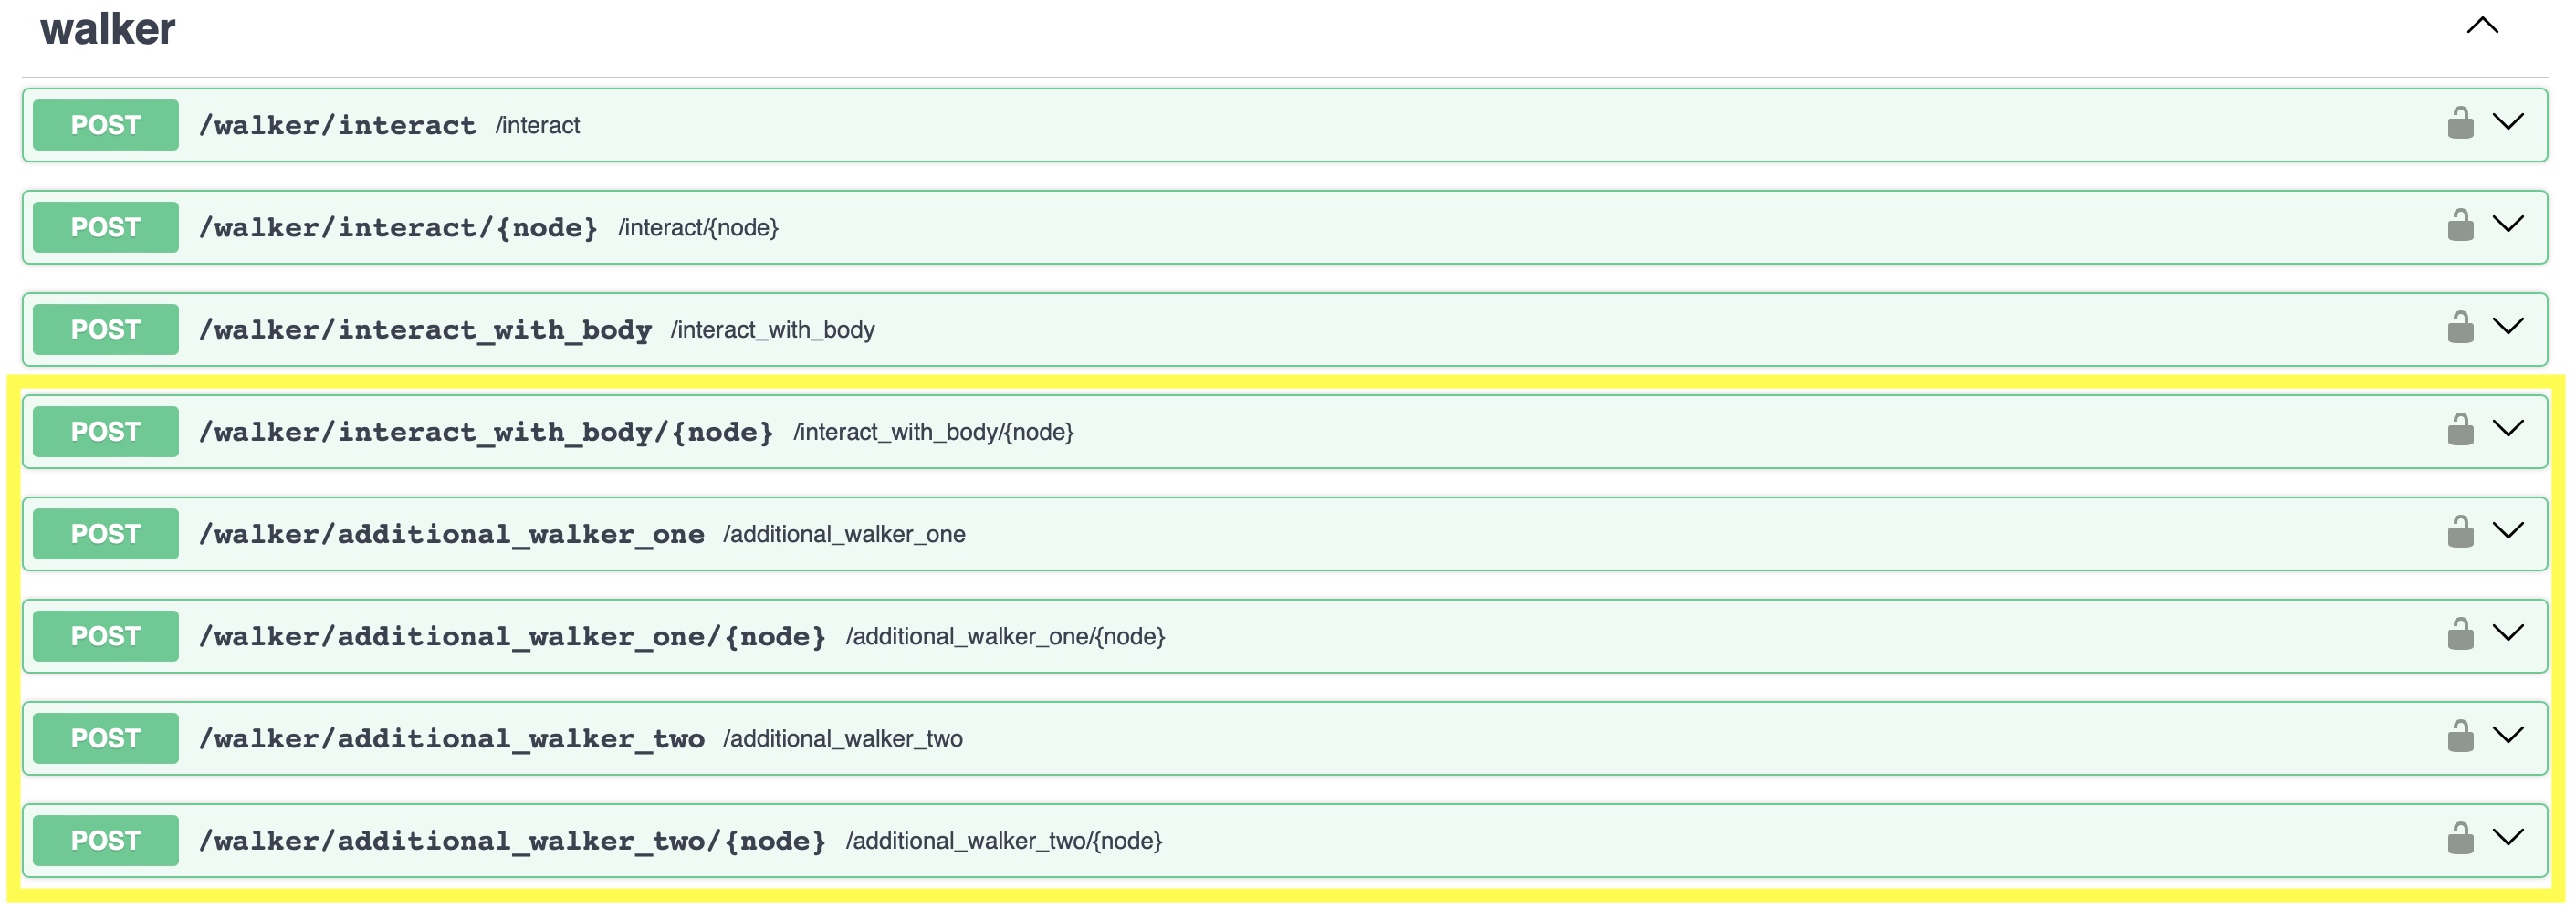 walker
POST /walker/interact /interact
POST /walker/interact/{node} /interact/{node}
POST /walker/interact_with_body /interact_with_body
POST /walker/interact_with_body/{node} /interact_with_body/{node}
POST /walker/additional_walker_one /additional_walker_one
POST /walker/additional_walker_one/{node} /additional_walker_one/{node}
POST /walker/additional_walker_two /additional_walker_two
POST /walker/additional_walker_two/{node} /additional_walker_two/{node}